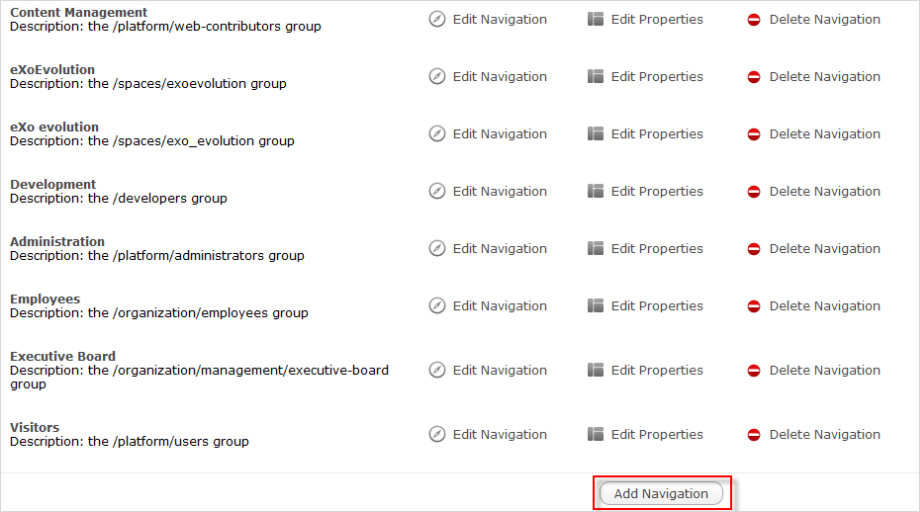 Content Management
Description: the /platform/web-contributors group
Edit Navigation
Edit Properties
Delete Navigation
eXoEvolution
Description: the /spaces/exoevolution group
Edit Navigation
Edit Properties
Delete Navigation
eXo evolution
Description: the /spaces/exo_evolution group
Edit Navigation
Edit Properties
Delete Navigation
Development
Description: the /developers group
Edit Navigation
Edit Properties
Delete Navigation
Administration
Description: the /platform/administrators group
Edit Navigation
Edit Properties
Delete Navigation
Employees
Description: the /organization/employees group
Edit Navigation
Edit Properties
Delete Navigation
Executive Board
Description: the /organization/management/executive-board
group
Edit Navigation
Edit Properties
Delete Navigation
Visitors
Description: the /platform/users group
Edit Navigation
Edit Properties
Delete Navigation
Add Navigation